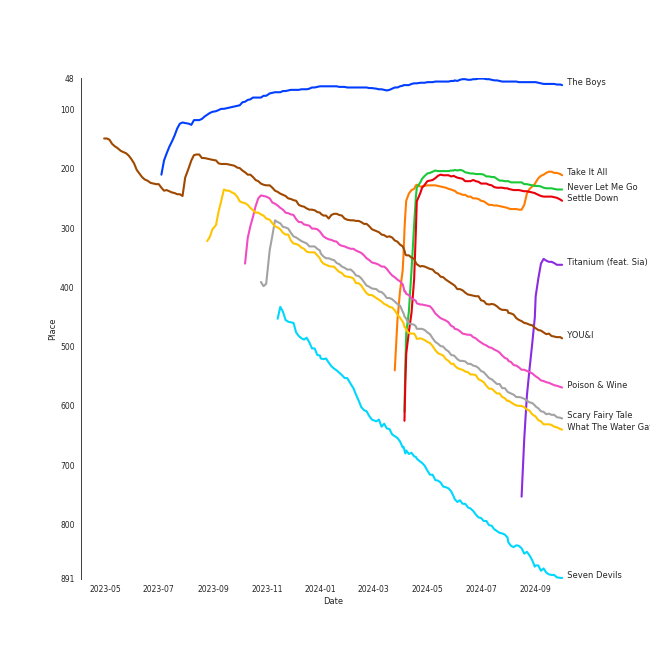 48
The Boys
100
Take It All
200
Never Let Me Go
Settle Down
300
Titanium (feat. Sia)
400
Place
YOU&I
500
Poison & Wine
600
Scary Fairy Tale
What The Water Ga
700
800
891
Seven Devils
2023-05 2023-07 2023-09 2023-11 2024-01 2024-03 2024-05 2024-07 2024-09
Date